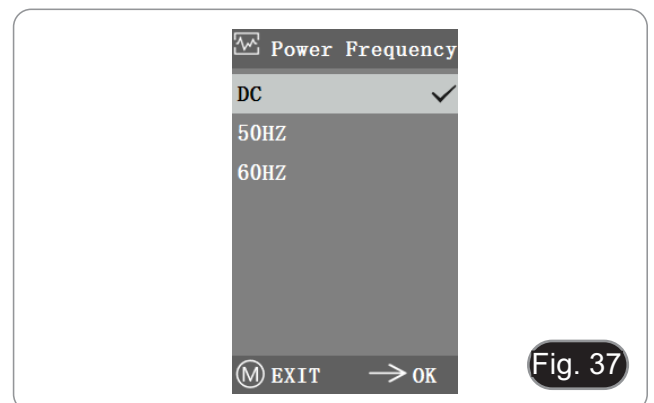 Power Frequency
DC
50HZ
60HZ
M EXIT → OK
Fig. 37